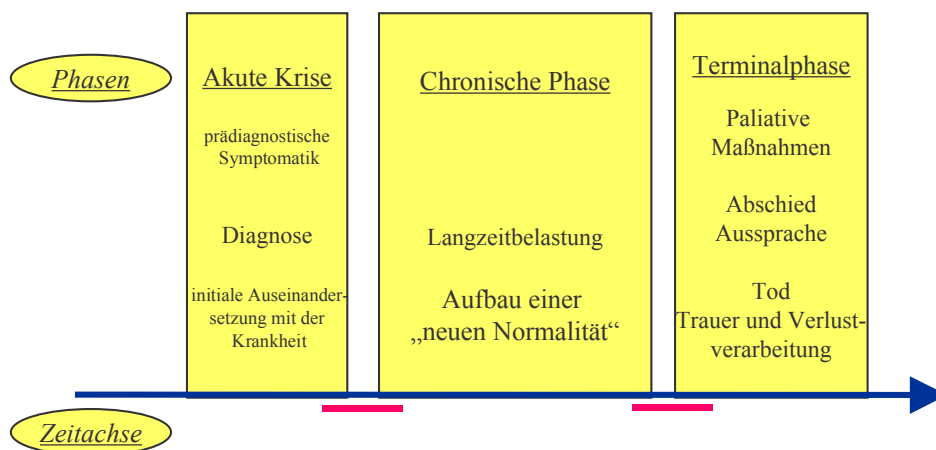 Phasen
Akute Krise
prädiagnostische
Symptomatik
Diagnose
initiale Auseinander-
setzung mit der
Krankheit
Chronische Phase
Langzeitbelastung
Aufbau einer
„neuen Normalität“
Terminalphase
Paliative
Maßnahmen
Abschied
Aussprache
Tod
Trauer und Verlust-
verarbeitung
Zeitachse